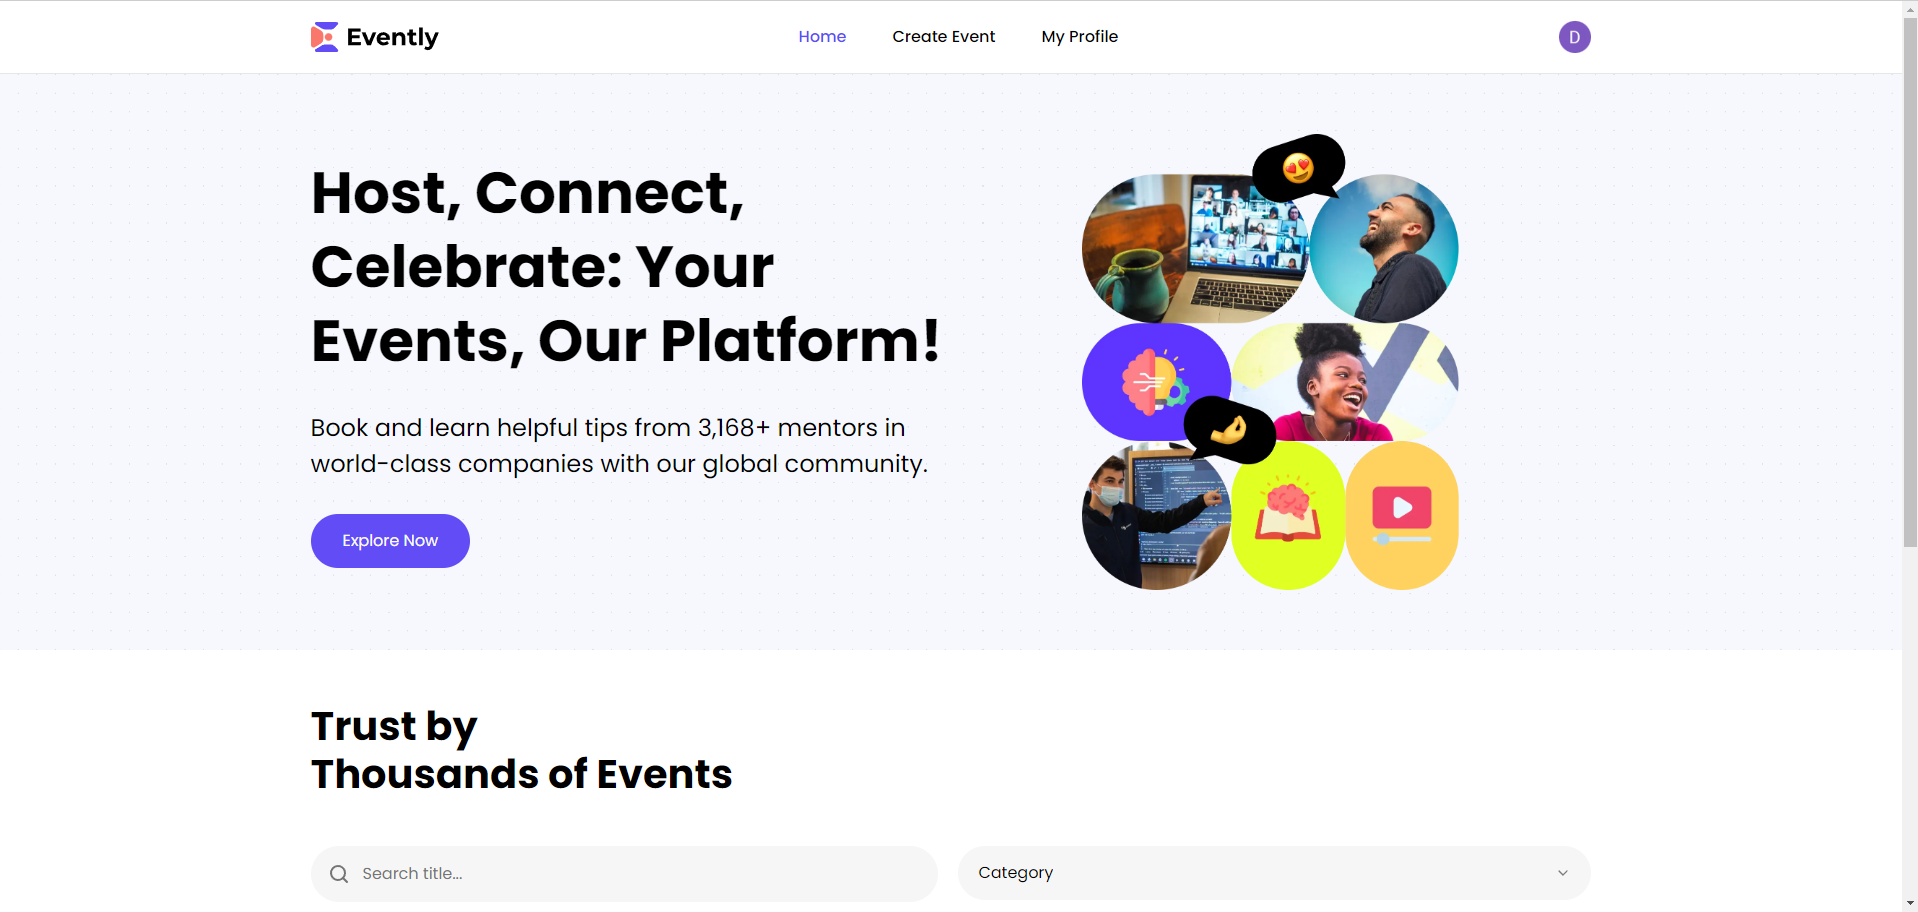 Evently
Home
Create Event
My Profile
D
Host, Connect,
Celebrate: Your
Events, Our Platform!
Book and learn helpful tips from 3,168+ mentors in
world-class companies with our global community.
Explore Now
Trust by
Thousands of Events
Search title...
Category